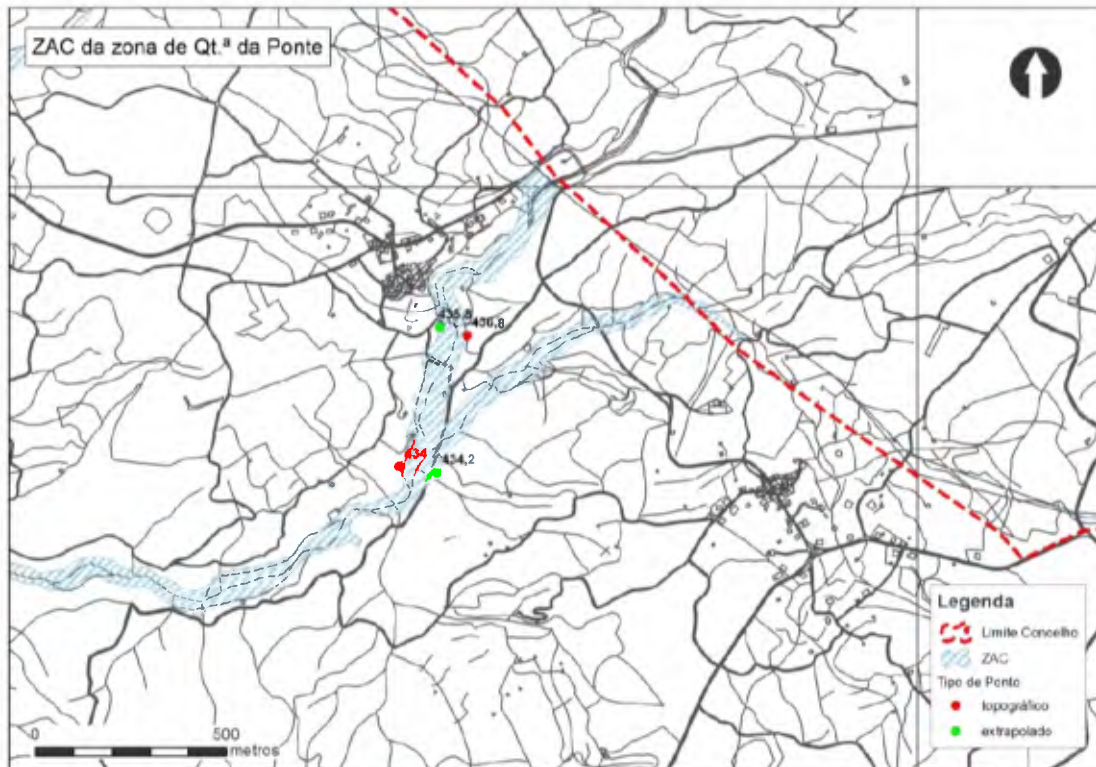 ZAC da zona de Qt.ª da Ponte
435,8
436,8
434
434,2
Legenda
Limite Concelho
ZAC
Tipo de Ponto
topográfico
extrapolado
0 500
metros